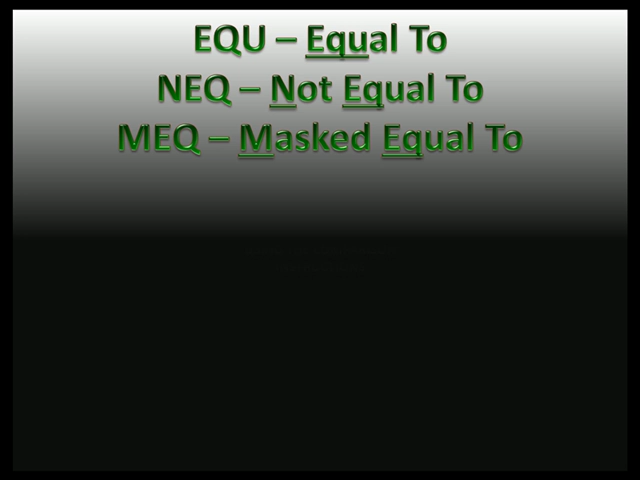 EQU – Equal To
NEQ – Not Equal To
MEQ – Masked Equal To